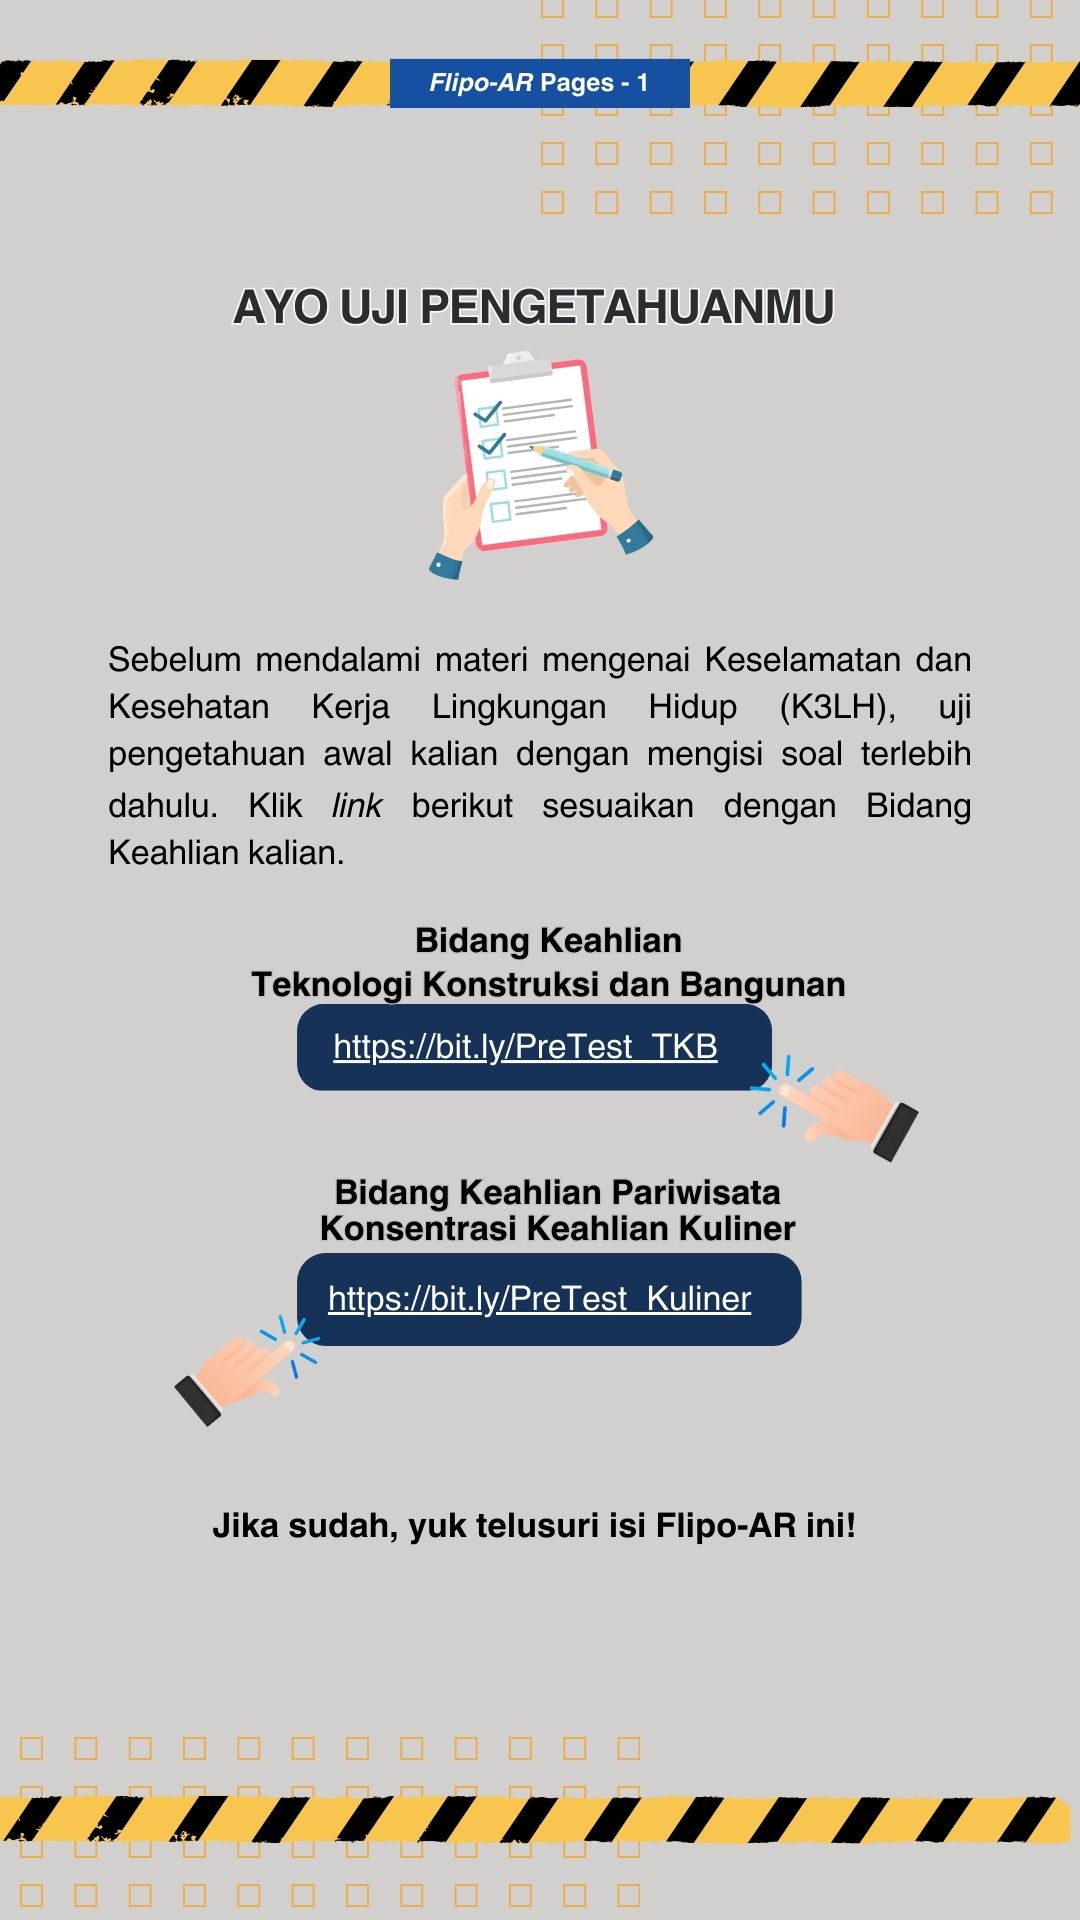 Flipo-AR Pages - 1
AYO UJI PENGETAHUANMU
Sebelum mendalami materi mengenai Keselamatan dan
Kesehatan Kerja Lingkungan Hidup (K3LH), uji
pengetahuan awal kalian dengan mengisi soal terlebih
dahulu. Klik link berikut sesuaikan dengan Bidang
Keahlian kalian.
Bidang Keahlian
Teknologi Konstruksi dan Bangunan
https://bit.ly/PreTest_TKB
Bidang Keahlian Pariwisata
Konsentrasi Keahlian Kuliner
https://bit.ly/PreTest_Kuliner
Jika sudah, yuk telusuri isi Flipo-AR ini!